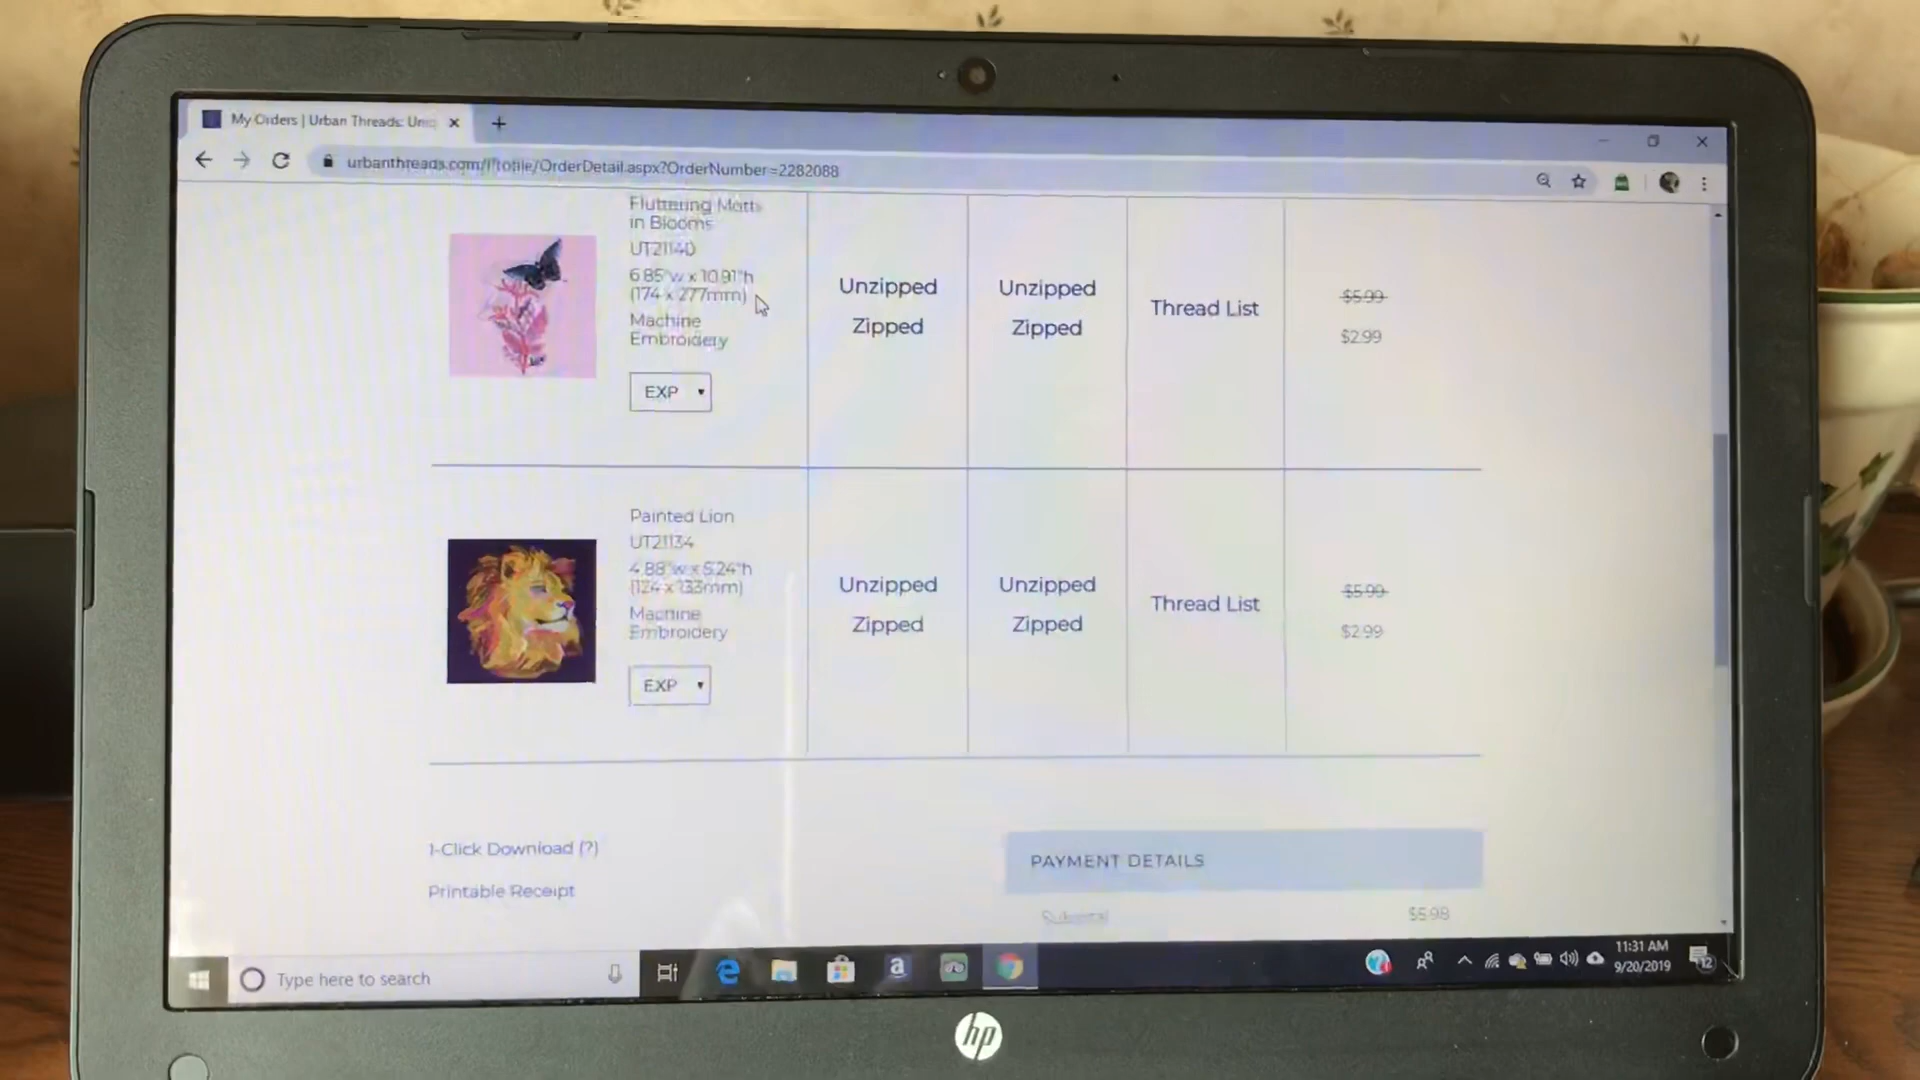 My Orders | Urban Threads: Uniq
urbanthreads.com/Profile/OrderDetail.aspx?OrderNumber=2282088
Fluttering Moth
in Blooms
UT21140
6.85"w x 10.91"h
(174 x 277mm)
Machine
Embroidery
EXP
Unzipped
Zipped
Unzipped
Zipped
Thread List
$5.99
$2.99
Painted Lion
UT21134
4.88"w x 5.24"h
(124 x 133mm)
Machine
Embroidery
EXP
Unzipped
Zipped
Unzipped
Zipped
Thread List
$5.99
$2.99
1-Click Download (?)
Printable Receipt
PAYMENT DETAILS
Subtotal
$5.98
Type here to search
11:31 AM
9/20/2019
12
hp